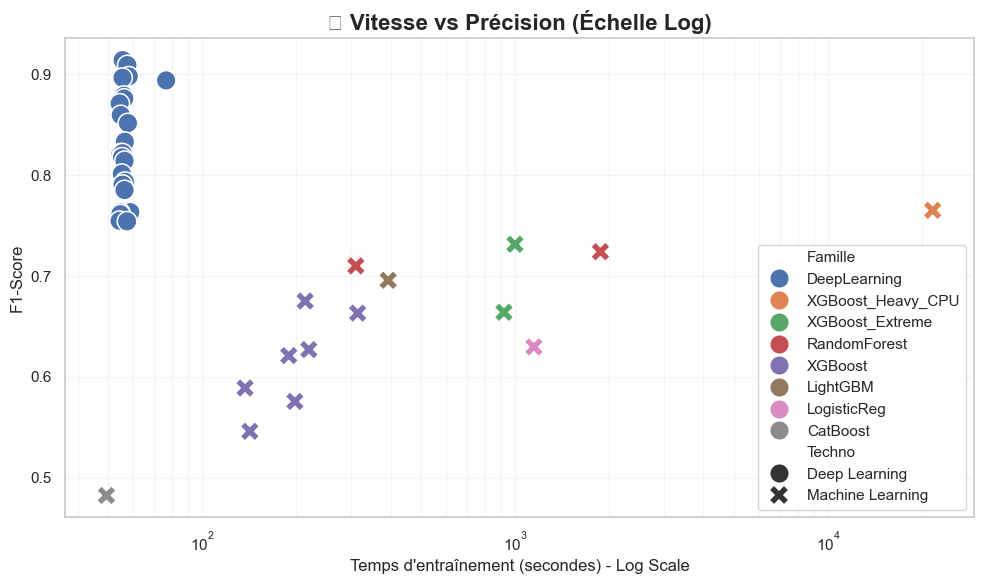 Vitesse vs Précision (Échelle Log)
F1-Score
0.9
0.8
0.7
0.6
0.5
10²
10³
10⁴
Temps d'entraînement (secondes) - Log Scale
Famille
DeepLearning
XGBoost_Heavy_CPU
XGBoost_Extreme
RandomForest
XGBoost
LightGBM
LogisticReg
CatBoost
Techno
Deep Learning
Machine Learning